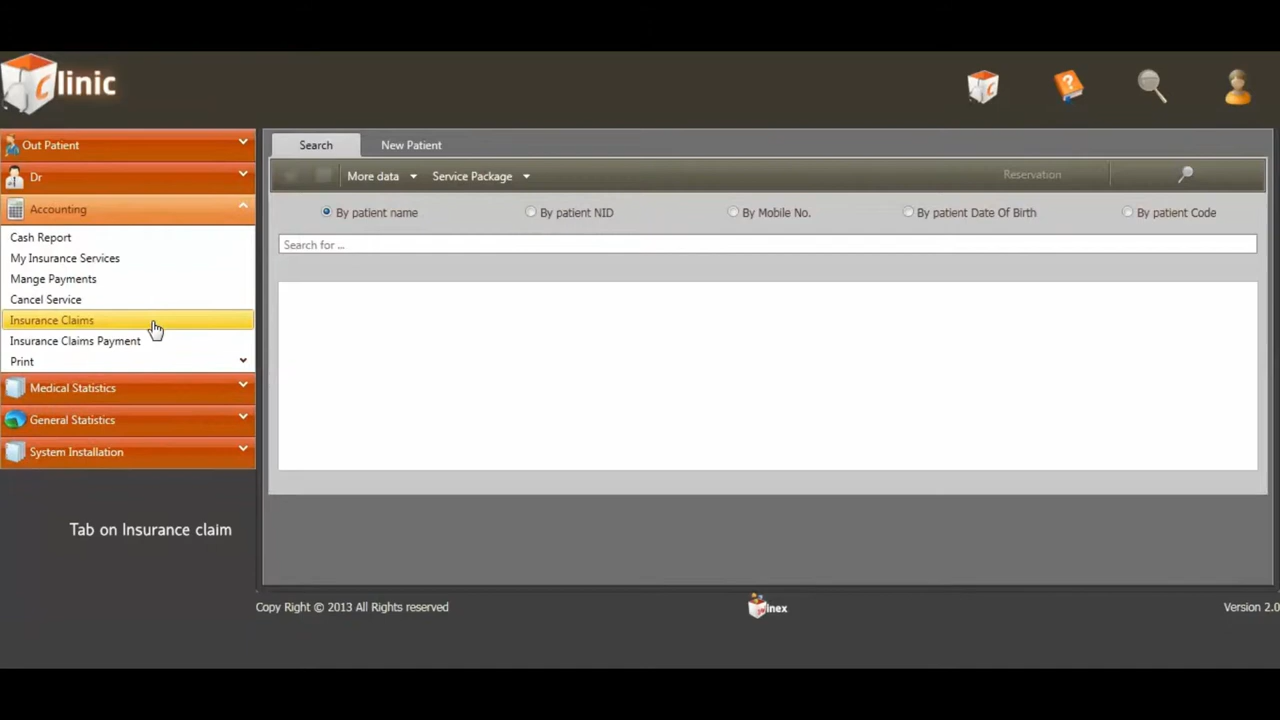 Clinic
Out Patient
Dr
Accounting
Cash Report
My Insurance Services
Mange Payments
Cancel Service
Insurance Claims
Insurance Claims Payment
Print
Medical Statistics
General Statistics
System Installation
Tab on Insurance claim
Search
New Patient
More data
Service Package
Reservation
By patient name
By patient NID
By Mobile No.
By patient Date Of Birth
By patient Code
Search for ...
Copy Right © 2013 All Rights reserved
inex
Version 2.0